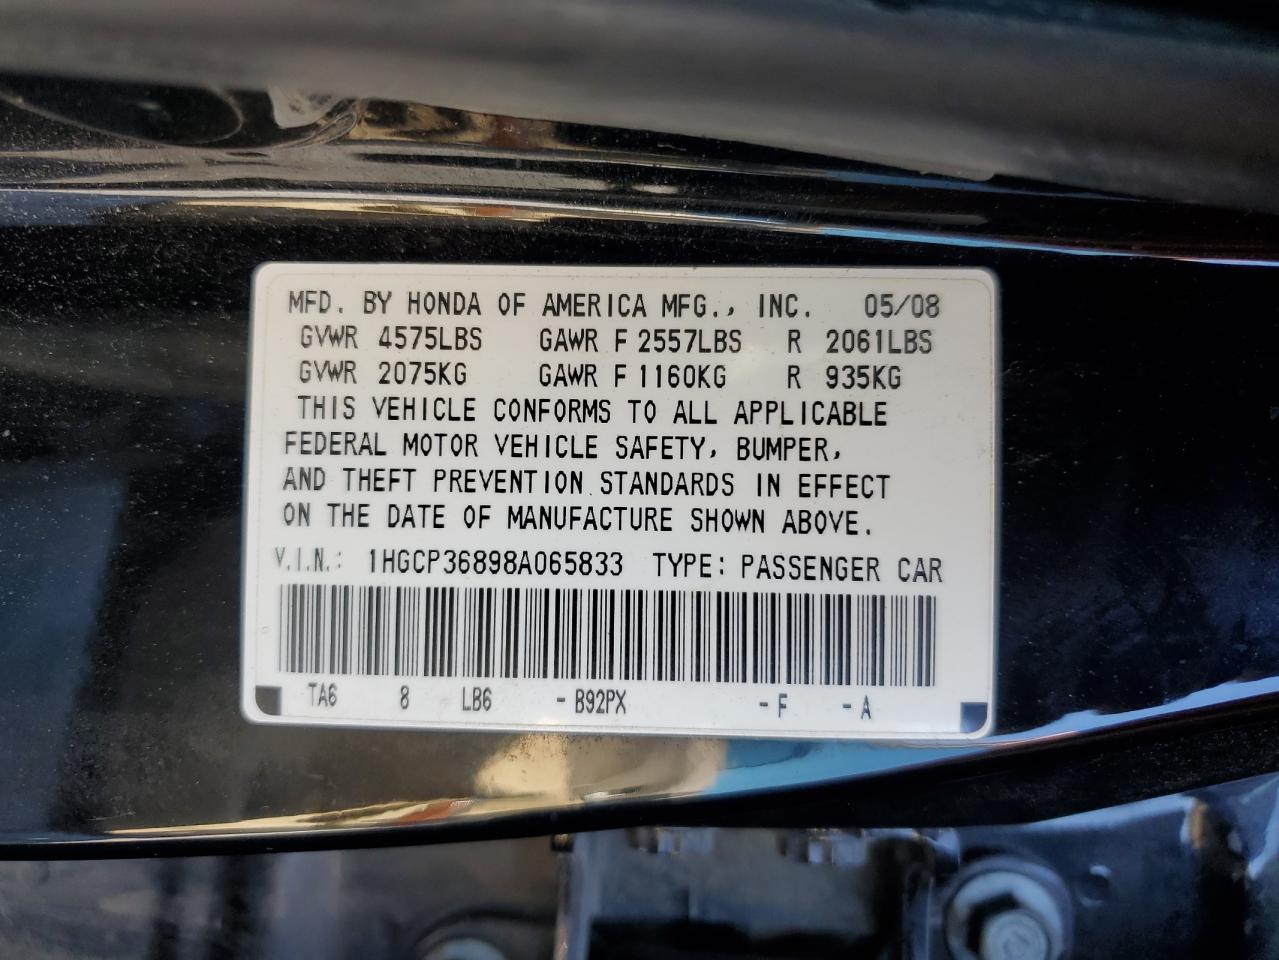 MFD. BY HONDA OF AMERICA MFG., INC. 05/08
GVWR 4575LBS GAWR F 2557LBS R 2061LBS
GVWR 2075KG GAWR F 1160KG R 935KG
THIS VEHICLE CONFORMS TO ALL APPLICABLE
FEDERAL MOTOR VEHICLE SAFETY, BUMPER,
AND THEFT PREVENTION STANDARDS IN EFFECT
ON THE DATE OF MANUFACTURE SHOWN ABOVE.
V.I.N.: 1HGCP36898A065833 TYPE: PASSENGER CAR
TA6 8 LB6 - B92PX - F - A